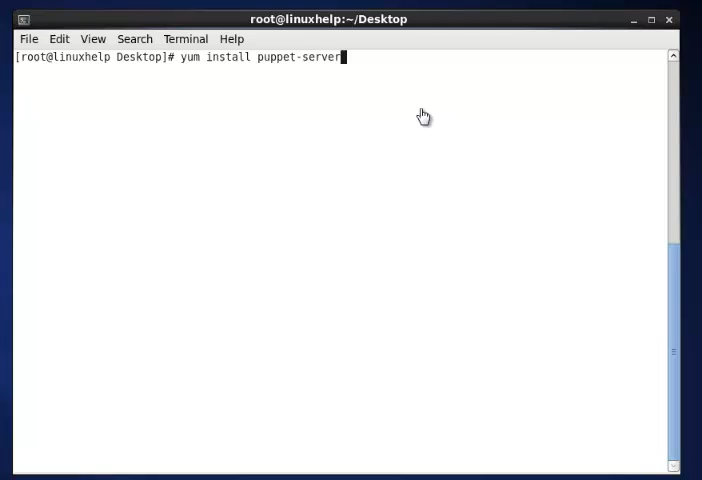 root@linuxhelp:~/Desktop
File Edit View Search Terminal Help
[root@linuxhelp Desktop]# yum install puppet-server